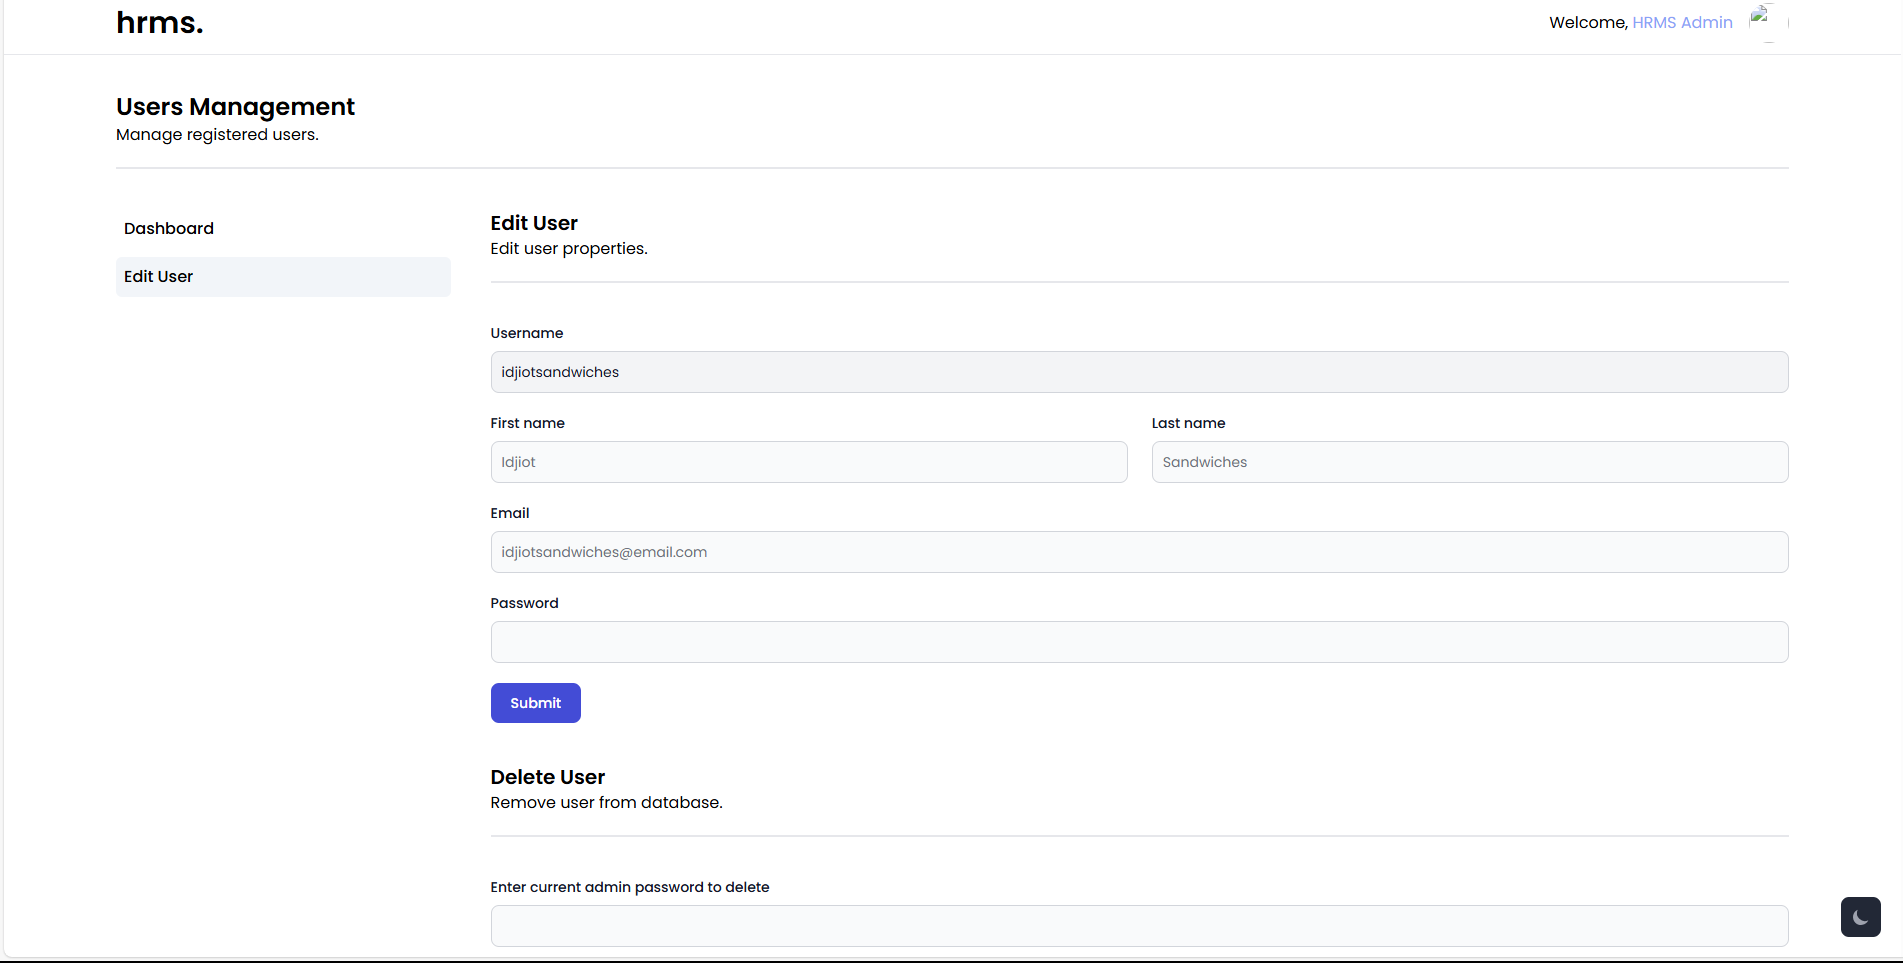 hrms.
Welcome, HRMS Admin
Users Management
Manage registered users.
Dashboard
Edit User
Edit User
Edit user properties.
Username
idjiotsandwiches
First name
Last name
Idjiot
Sandwiches
Email
idjiotsandwiches@email.com
Password
Submit
Delete User
Remove user from database.
Enter current admin password to delete